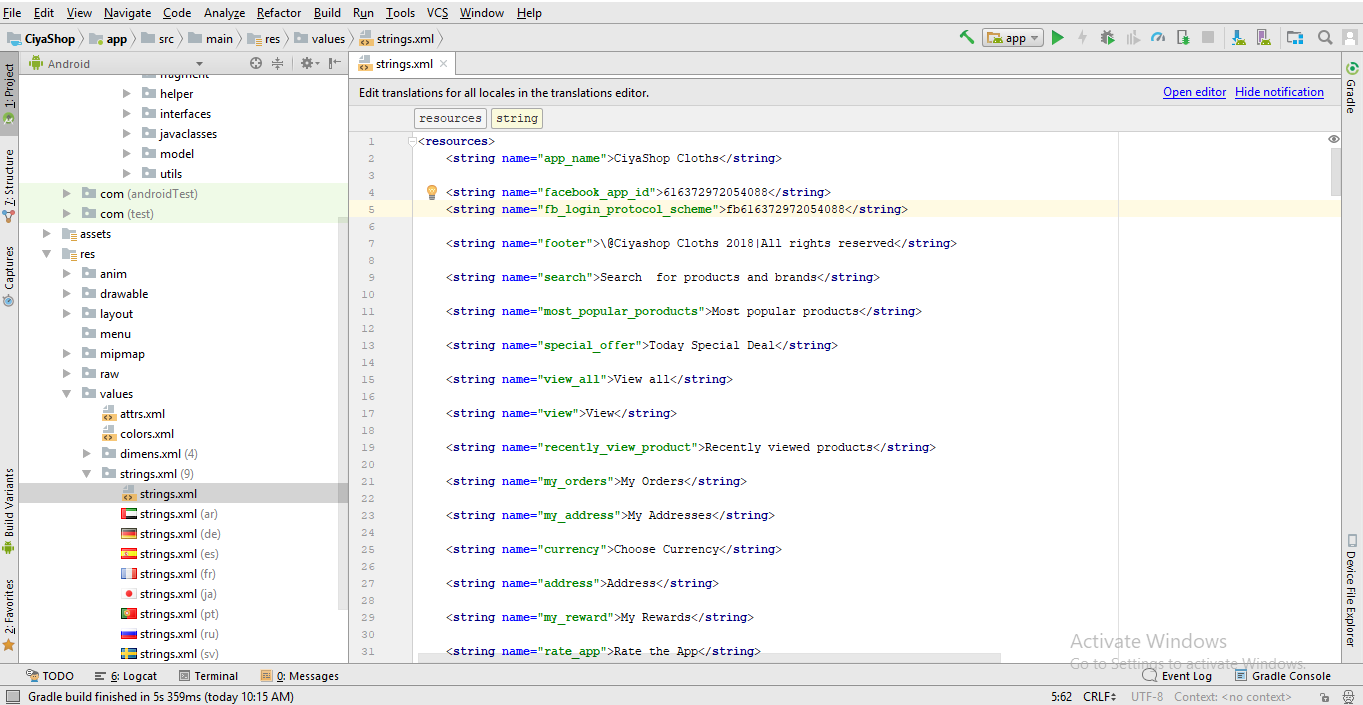 File Edit View Navigate Code Analyze Refactor Build Run Tools VCS Window Help
CiyaShop app src main res values strings.xml app
1: Project
7: Structure
Captures
Build Variants
2: Favorites
Android
fragment
helper
interfaces
javaclasses
model
utils
com (androidTest)
com (test)
assets
res
anim
drawable
layout
menu
mipmap
raw
values
attrs.xml
colors.xml
dimens.xml (4)
strings.xml (9)
strings.xml
strings.xml (ar)
strings.xml (de)
strings.xml (es)
strings.xml (fr)
strings.xml (ja)
strings.xml (pt)
strings.xml (ru)
strings.xml (sv)
strings.xml
Edit translations for all locales in the translations editor. Open editor Hide notification
resources string
1 <resources>
2 <string name="app_name">CiyaShop Cloths</string>
3
4 <string name="facebook_app_id">616372972054088</string>
5 <string name="fb_login_protocol_scheme">fb616372972054088</string>
6
7 <string name="footer">\@Ciyashop Cloths 2018|All rights reserved</string>
8
9 <string name="search">Search  for products and brands</string>
10
11 <string name="most_popular_poroducts">Most popular products</string>
12
13 <string name="special_offer">Today Special Deal</string>
14
15 <string name="view_all">View all</string>
16
17 <string name="view">View</string>
18
19 <string name="recently_view_product">Recently viewed products</string>
20
21 <string name="my_orders">My Orders</string>
22
23 <string name="my_address">My Addresses</string>
24
25 <string name="currency">Choose Currency</string>
26
27 <string name="address">Address</string>
28
29 <string name="my_reward">My Rewards</string>
30
31 <string name="rate_app">Rate the App</string>
Gradle
Device File Explorer
Activate Windows
Go to Settings to activate Windows.
TODO 6: Logcat Terminal 0: Messages Event Log Gradle Console
Gradle build finished in 5s 359ms (today 10:15 AM) 5:62 CRLF UTF-8 Context: <no context>